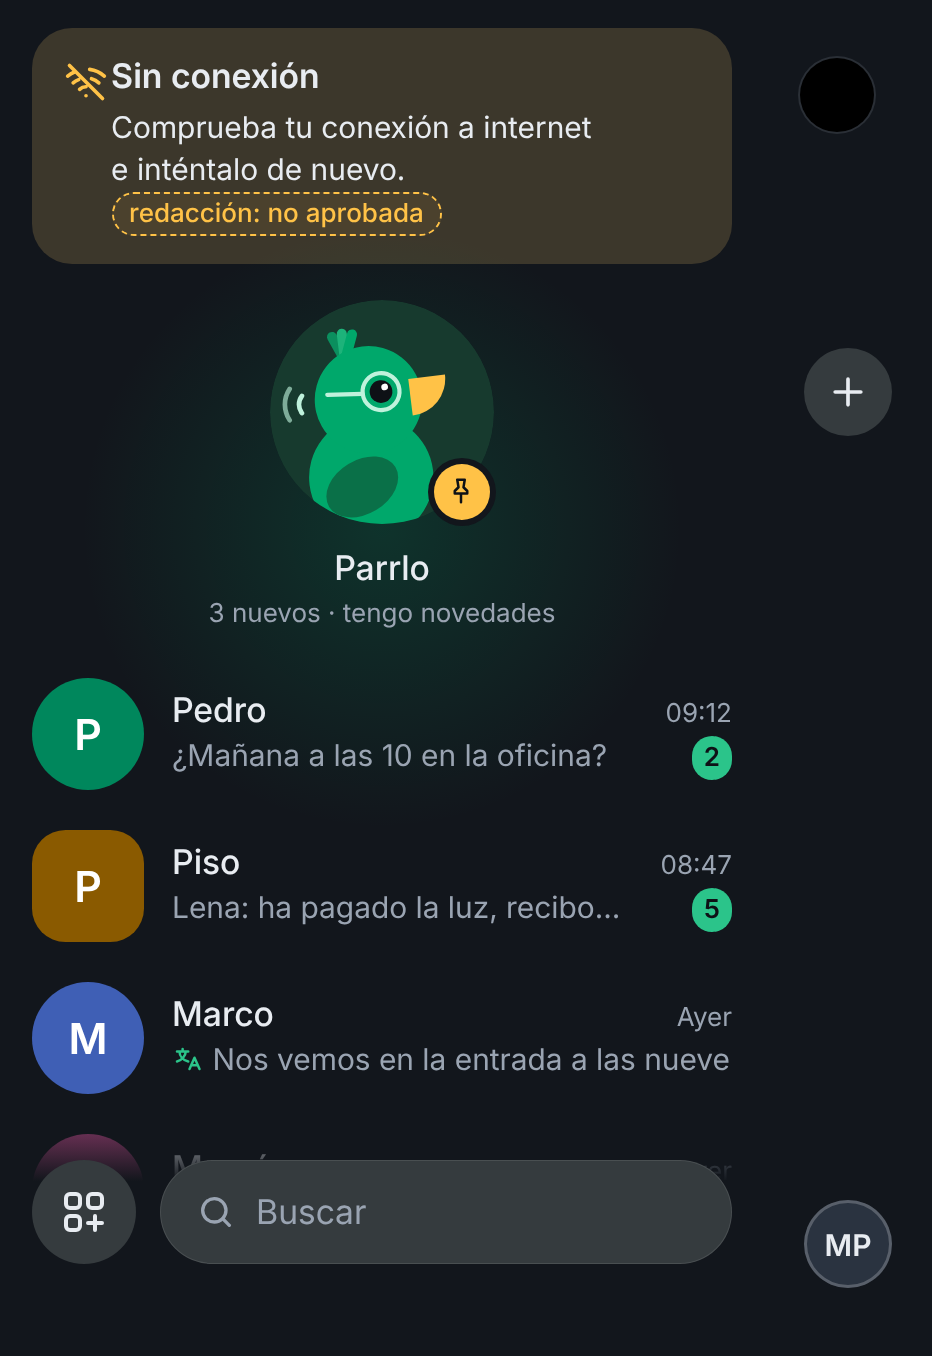 Sin conexión
Comprueba tu conexión a internet
e inténtalo de nuevo.
redacción: no aprobada
Parrlo
3 nuevos · tengo novedades
P
Pedro
09:12
¿Mañana a las 10 en la oficina?
2
P
Piso
08:47
Lena: ha pagado la luz, recibo...
5
M
Marco
Ayer
Nos vemos en la entrada a las nueve
Buscar
MP